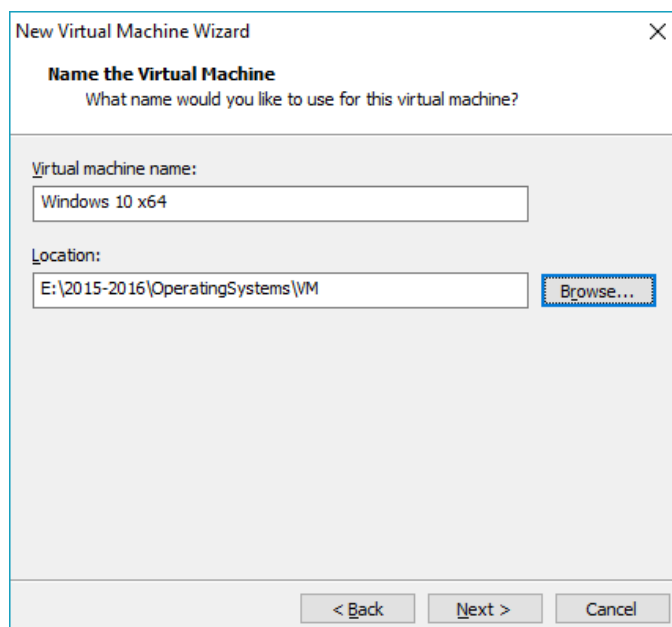 New Virtual Machine Wizard
Name the Virtual Machine
What name would you like to use for this virtual machine?
Virtual machine name:
Windows 10 x64
Location:
E:\2015-2016\OperatingSystems\VM
Browse...
< Back Next > Cancel